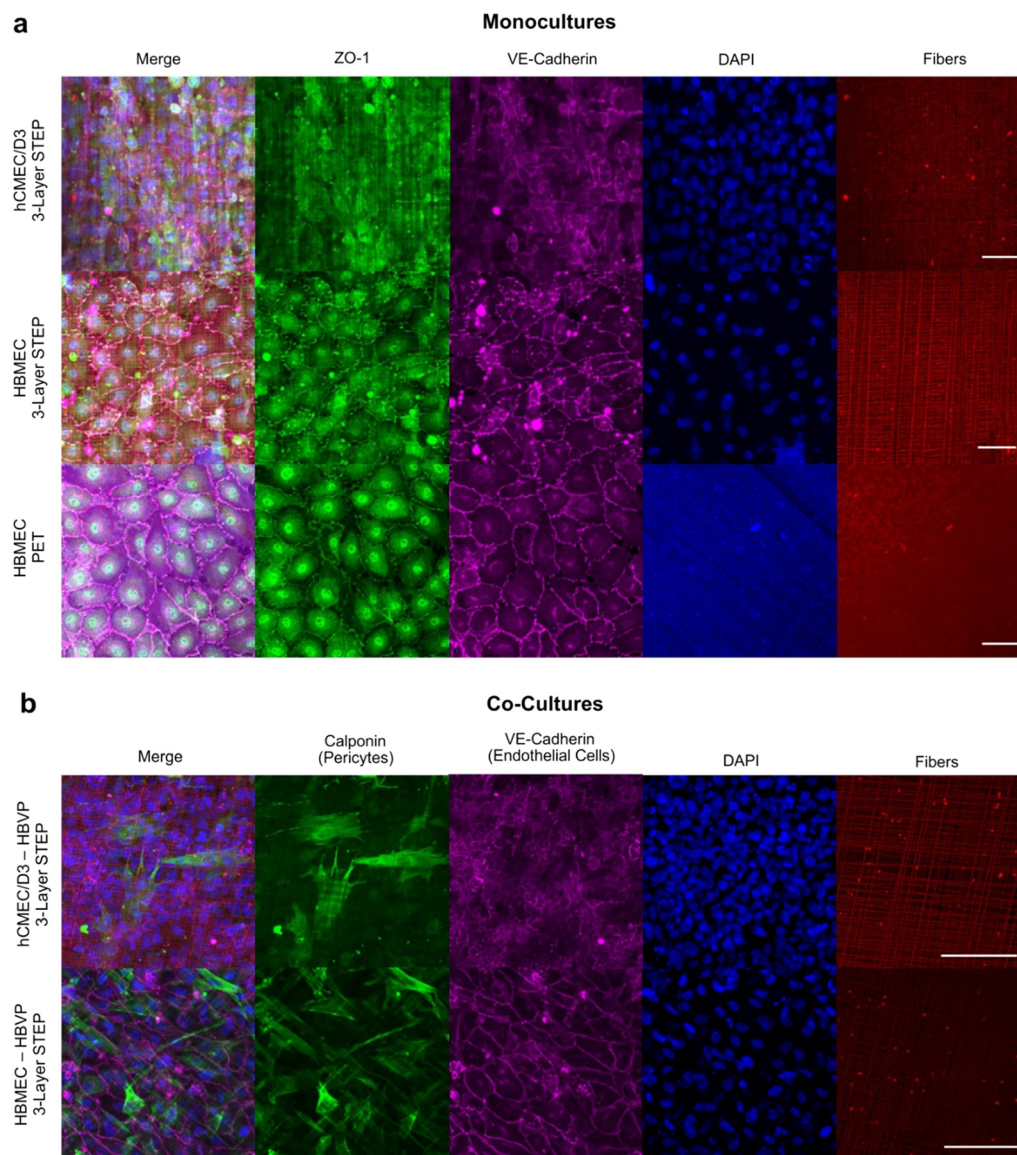 a
Monocultures
Merge
ZO-1
VE-Cadherin
DAPI
Fibers
hCMEC/D3
3-Layer STEP
HBMEC
3-Layer STEP
HBMEC
PET
b
Co-Cultures
Merge
Calponin
(Pericytes)
VE-Cadherin
(Endothelial Cells)
DAPI
Fibers
hCMEC/D3 – HBVP
3-Layer STEP
HBMEC – HBVP
3-Layer STEP